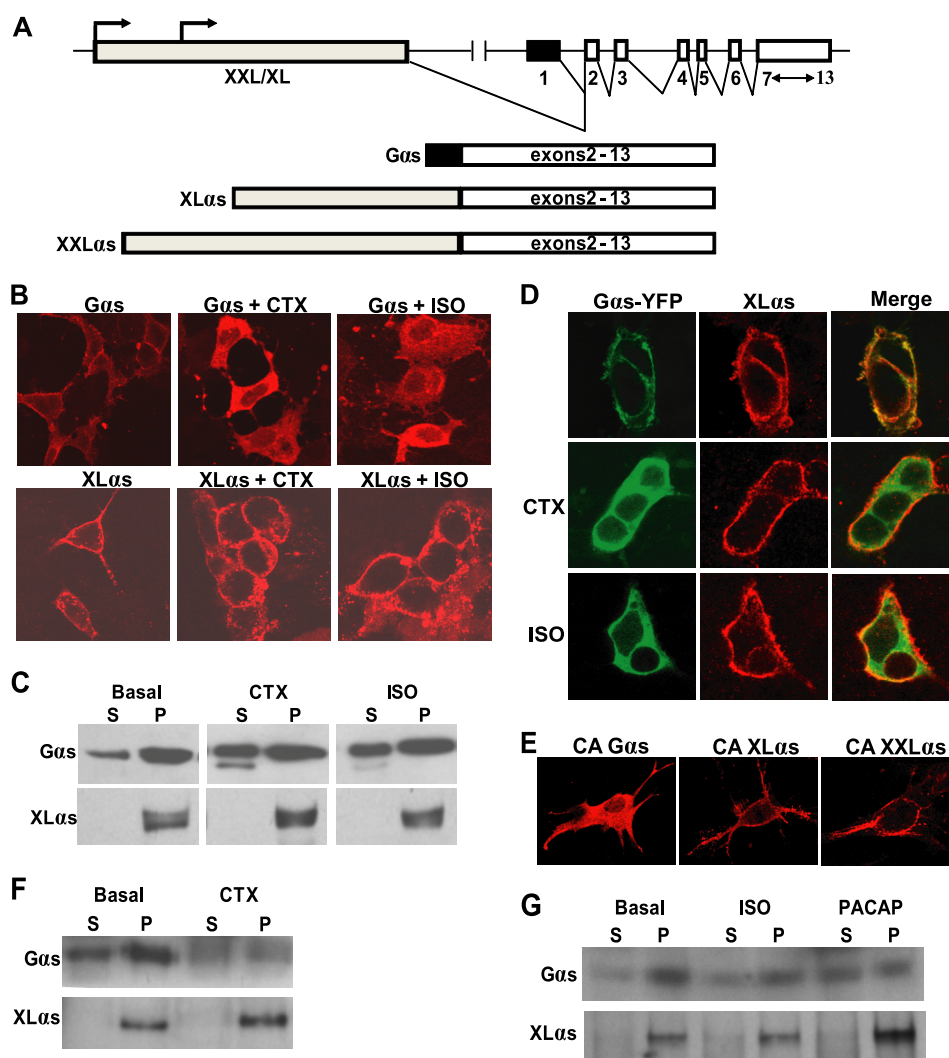 A
XXL/XL
1 2 3 4 5 6 7 13
Gαs exons2-13
XLαs exons2-13
XXLαs exons2-13
B
Gαs Gαs + CTX Gαs + ISO
XLαs XLαs + CTX XLαs + ISO
C
Basal CTX ISO
S P S P S P
Gαs
XLαs
D
Gαs-YFP XLαs Merge
CTX
ISO
E
CA Gαs CA XLαs CA XXLαs
F
Basal CTX
S P S P
Gαs
XLαs
G
Basal ISO PACAP
S P S P S P
Gαs
XLαs